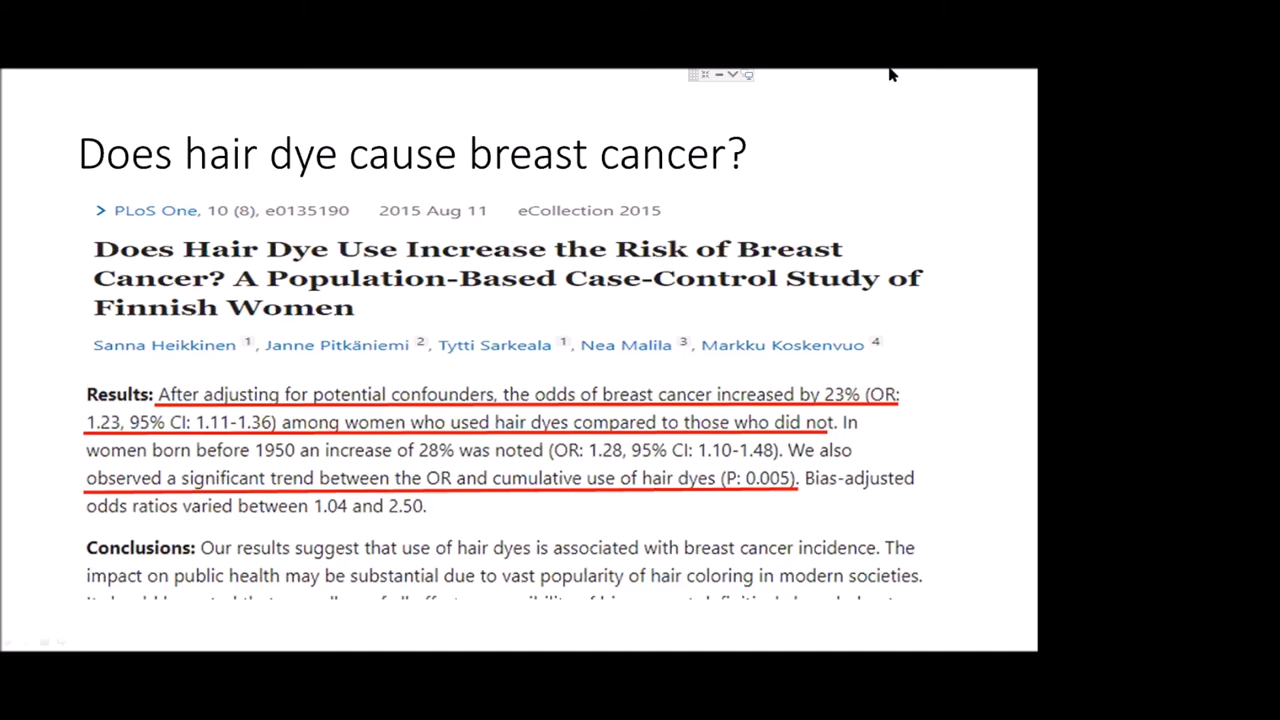 Does hair dye cause breast cancer?
> PLoS One, 10 (8), e0135190 2015 Aug 11 eCollection 2015
Does Hair Dye Use Increase the Risk of Breast
Cancer? A Population-Based Case-Control Study of
Finnish Women
Sanna Heikkinen 1, Janne Pitkäniemi 2, Tytti Sarkeala 1, Nea Malila 3, Markku Koskenvuo 4
Results: After adjusting for potential confounders, the odds of breast cancer increased by 23% (OR:
1.23, 95% CI: 1.11-1.36) among women who used hair dyes compared to those who did not. In
women born before 1950 an increase of 28% was noted (OR: 1.28, 95% CI: 1.10-1.48). We also
observed a significant trend between the OR and cumulative use of hair dyes (P: 0.005). Bias-adjusted
odds ratios varied between 1.04 and 2.50.
Conclusions: Our results suggest that use of hair dyes is associated with breast cancer incidence. The
impact on public health may be substantial due to vast popularity of hair coloring in modern societies.